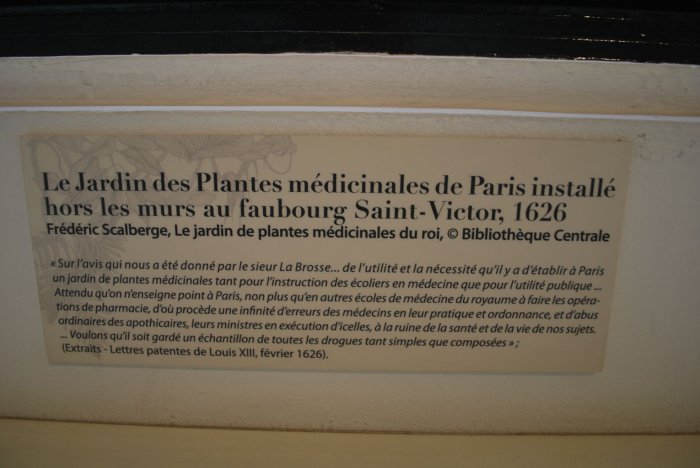 Le Jardin des Plantes médicinales de Paris installé
hors les murs au faubourg Saint-Victor, 1626
Frédéric Scalberge, Le jardin de plantes médicinales du roi, © Bibliothèque Centrale
« Sur l'avis qui nous a été donné par le sieur La Brosse... de l'utilité et la nécessité qu'il y a d'établir à Paris
un jardin de plantes médicinales tant pour l'instruction des écoliers en médecine que pour l'utilité publique ...
Attendu qu'on n'enseigne point à Paris, non plus qu'en autres écoles de médecine du royaume à faire les opéra-
tions de pharmacie, d'où procède une infinité d'erreurs des médecins en leur pratique et ordonnance, et d'abus
ordinaires des apothicaires, leurs ministres en exécution d'icelles, à la ruine de la santé et de la vie de nos sujets.
... Voulons qu'il soit gardé un échantillon de toutes les drogues tant simples que composées » ;
(Extraits - Lettres patentes de Louis XIII, février 1626).